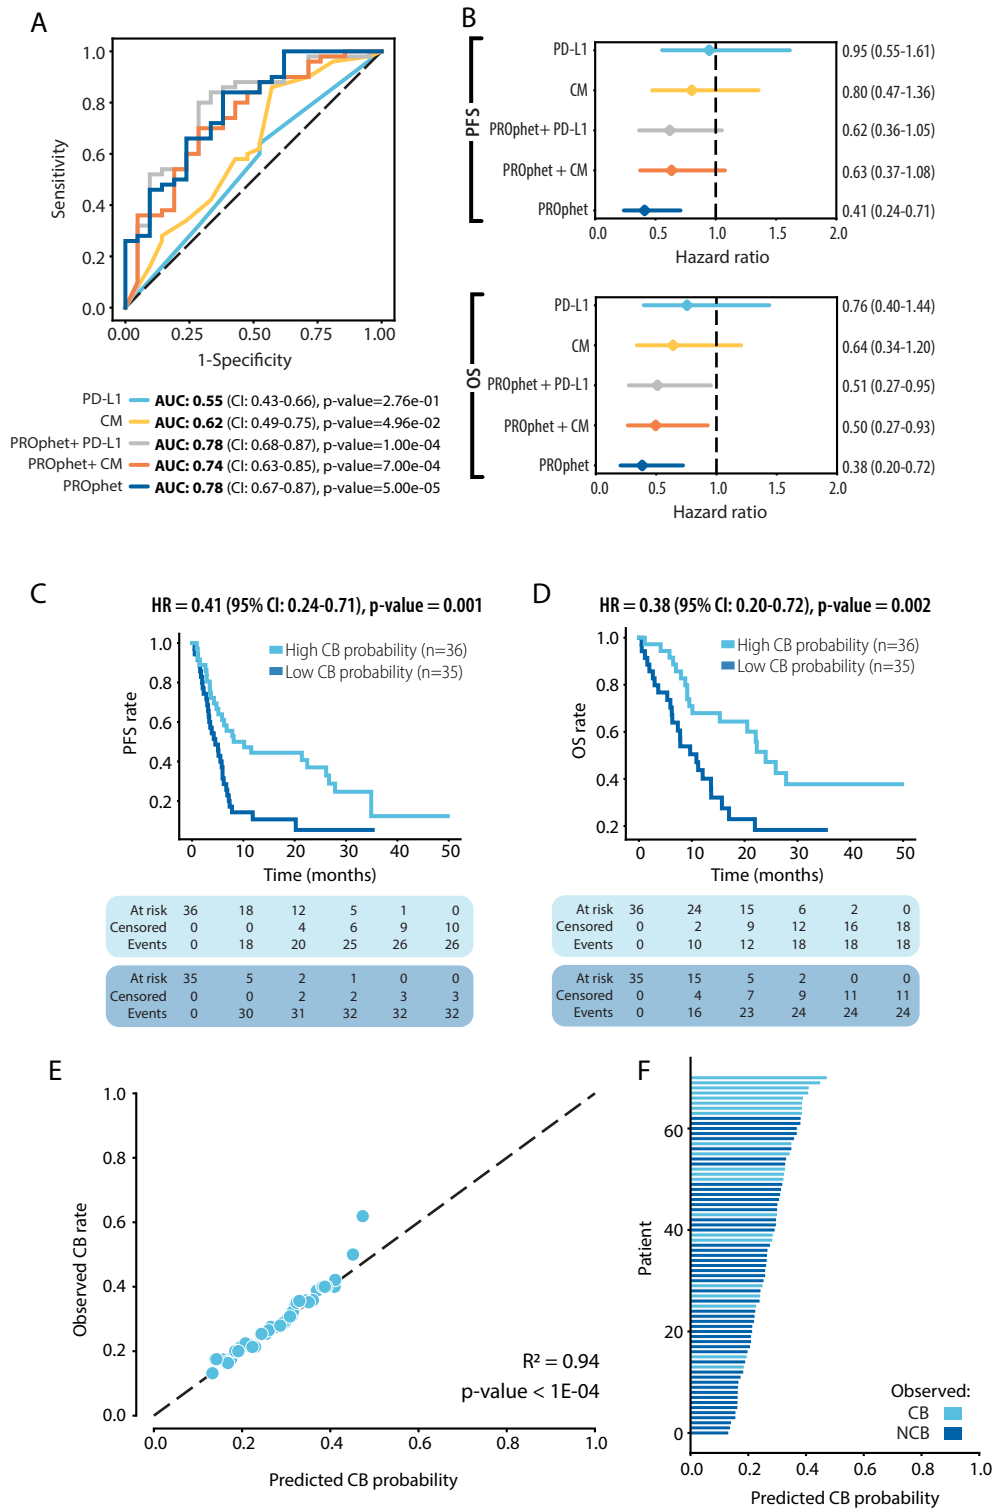 A
1.0
0.8
0.6
0.4
0.2
0.0
Sensitivity
0.00 0.25 0.50 0.75 1.00
1-Specificity
PD-L1 AUC: 0.55 (CI: 0.43-0.66), p-value=2.76e-01
CM AUC: 0.62 (CI: 0.49-0.75), p-value=4.96e-02
PROphet+ PD-L1 AUC: 0.78 (CI: 0.68-0.87), p-value=1.00e-04
PROphet+ CM AUC: 0.74 (CI: 0.63-0.85), p-value=7.00e-04
PROphet AUC: 0.78 (CI: 0.67-0.87), p-value=5.00e-05
B
PFS
PD-L1 0.95 (0.55-1.61)
CM 0.80 (0.47-1.36)
PROphet+ PD-L1 0.62 (0.36-1.05)
PROphet + CM 0.63 (0.37-1.08)
PROphet 0.41 (0.24-0.71)
0.0 0.5 1.0 1.5 2.0
Hazard ratio
OS
PD-L1 0.76 (0.40-1.44)
CM 0.64 (0.34-1.20)
PROphet + PD-L1 0.51 (0.27-0.95)
PROphet + CM 0.50 (0.27-0.93)
PROphet 0.38 (0.20-0.72)
0.0 0.5 1.0 1.5 2.0
Hazard ratio
C
HR = 0.41 (95% CI: 0.24-0.71), p-value = 0.001
High CB probability (n=36)
Low CB probability (n=35)
1.0
0.8
0.6
0.4
0.2
PFS rate
0 10 20 30 40 50
Time (months)
At risk 36 18 12 5 1 0
Censored 0 0 4 6 9 10
Events 0 18 20 25 26 26
At risk 35 5 2 1 0 0
Censored 0 0 2 2 3 3
Events 0 30 31 32 32 32
D
HR = 0.38 (95% CI: 0.20-0.72), p-value = 0.002
High CB probability (n=36)
Low CB probability (n=35)
1.0
0.8
0.6
0.4
0.2
OS rate
0 10 20 30 40 50
Time (months)
At risk 36 24 15 6 2 0
Censored 0 2 9 12 16 18
Events 0 10 12 18 18 18
At risk 35 15 5 2 0 0
Censored 0 4 7 9 11 11
Events 0 16 23 24 24 24
E
1.0
0.8
0.6
0.4
0.2
0.0
Observed CB rate
R² = 0.94
p-value < 1E-04
0.0 0.2 0.4 0.6 0.8 1.0
Predicted CB probability
F
60
40
20
0
Patient
Observed:
CB
NCB
0.0 0.2 0.4 0.6 0.8 1.0
Predicted CB probability